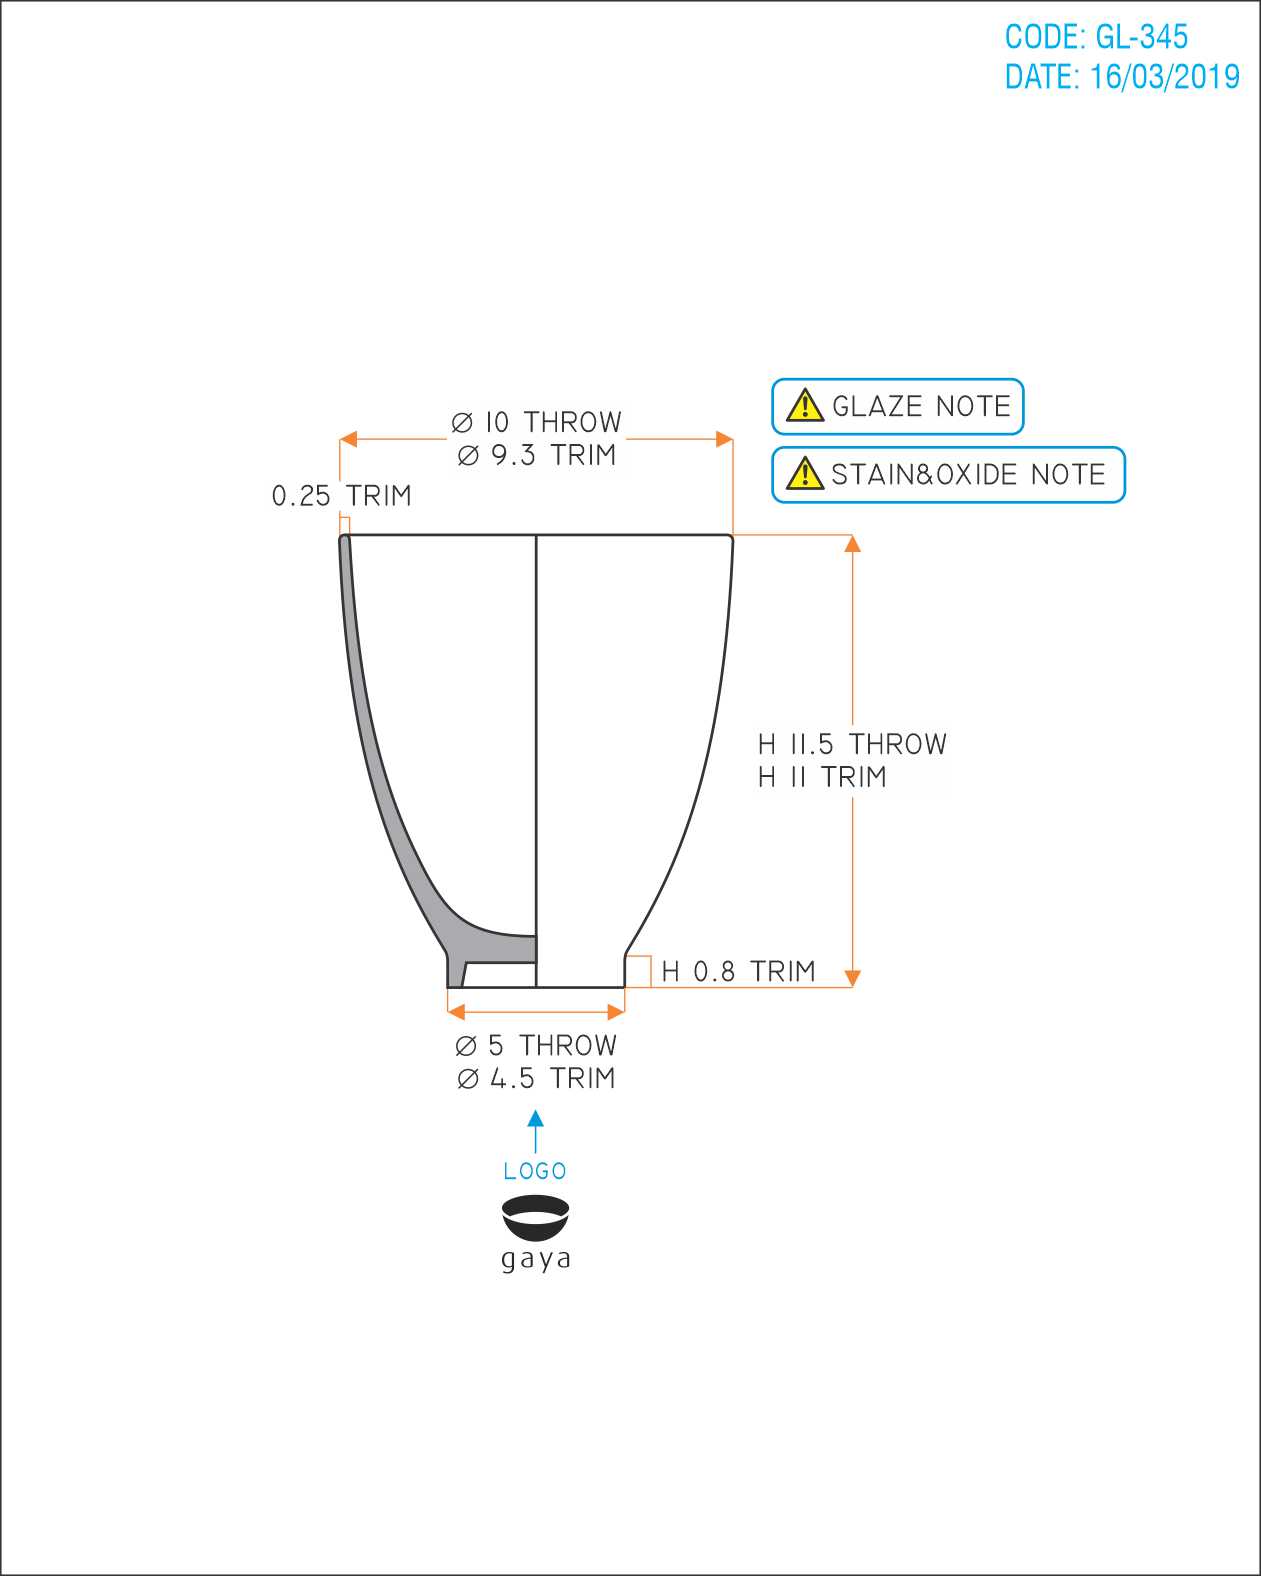 CODE: GL-345
DATE: 16/03/2019
GLAZE NOTE
STAIN&OXIDE NOTE
Ø 10 THROW
Ø 9.3 TRIM
0.25 TRIM
H 11.5 THROW
H 11 TRIM
H 0.8 TRIM
Ø 5 THROW
Ø 4.5 TRIM
LOGO
gaya